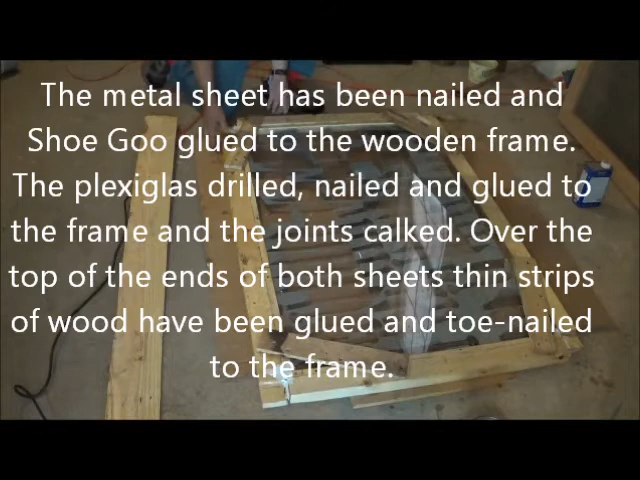 The metal sheet has been nailed and
Shoe Goo glued to the wooden frame.
The plexiglas drilled, nailed and glued to
the frame and the joints calked. Over the
top of the ends of both sheets thin strips
of wood have been glued and toe-nailed
to the frame.